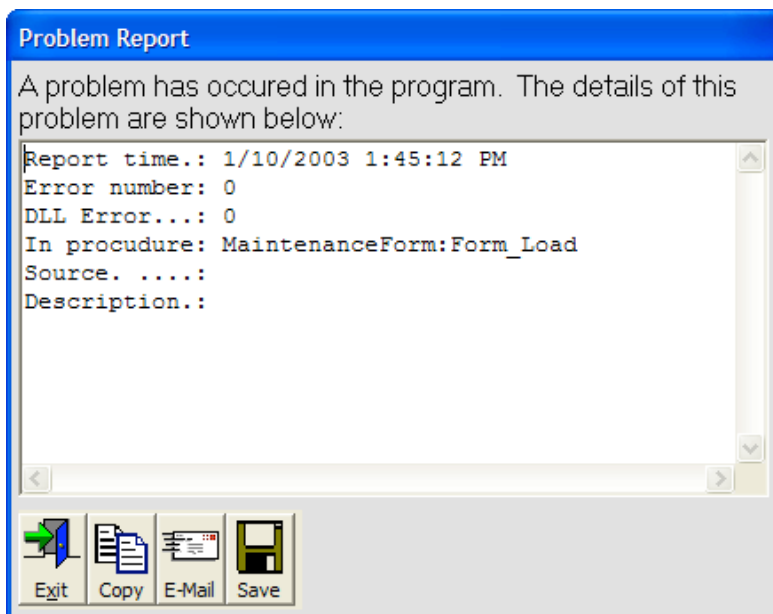 Problem Report
A problem has occured in the program.  The details of this
problem are shown below:
Report time.: 1/10/2003 1:45:12 PM
Error number: 0
DLL Error...: 0
In procudure: MaintenanceForm:Form_Load
Source. ....:
Description.:
Exit Copy E-Mail Save